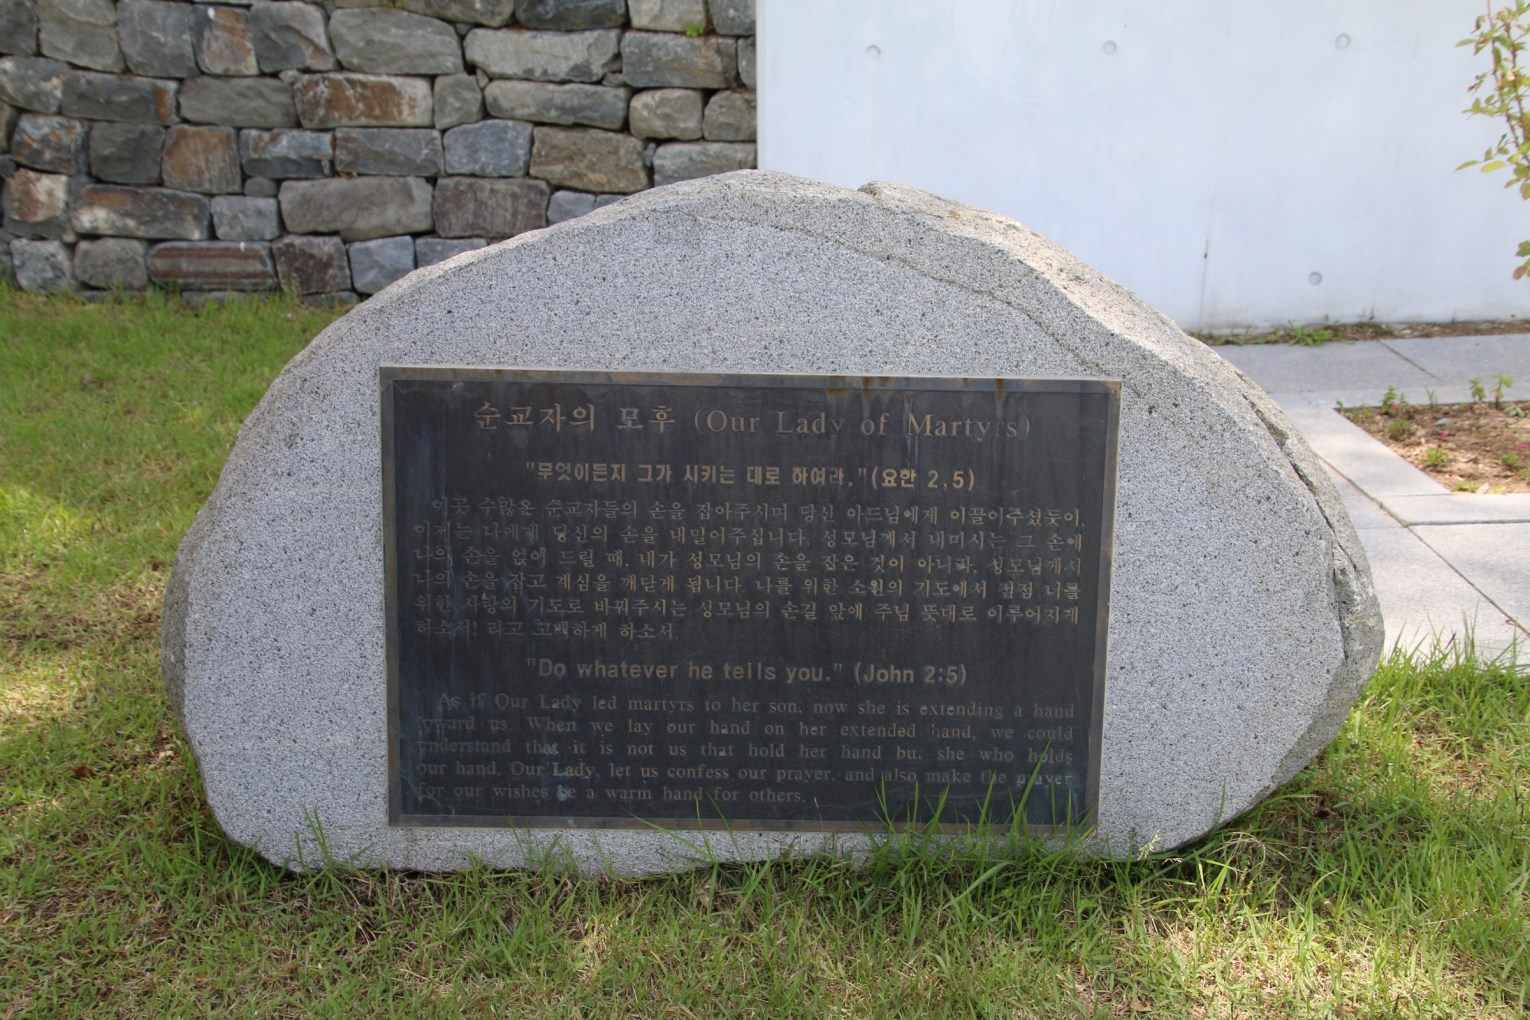 순교자의 모후 (Our Lady of Martyrs)
"무엇이든지 그가 시키는 대로 하여라." (요한 2,5)
이곳 수많은 순교자들의 손을 잡아주시며 당신 아드님에게 이끌어주셨듯이,
이제는 나에게 당신의 손을 내밀어주십니다. 성모님께서 내미시는 그 손에
나의 손을 얹어 드릴 때, 내가 성모님의 손을 잡은 것이 아니라, 성모님께서
나의 손을 잡고 계심을 깨닫게 됩니다. 나를 위한 소원의 기도에서 점점 너를
위한 사랑의 기도로 바꿔주시는 성모님의 손길 앞에 주님 뜻대로 이루어지게
하소서! 라고 고백하게 하소서.
"Do whatever he tells you." (John 2:5)
As if Our Lady led martyrs to her son, now she is extending a hand
toward us. When we lay our hand on her extended hand, we could
understand that it is not us that hold her hand but she who holds
our hand. Our Lady, let us confess our prayer, and also make the prayer
for our wishes be a warm hand for others.